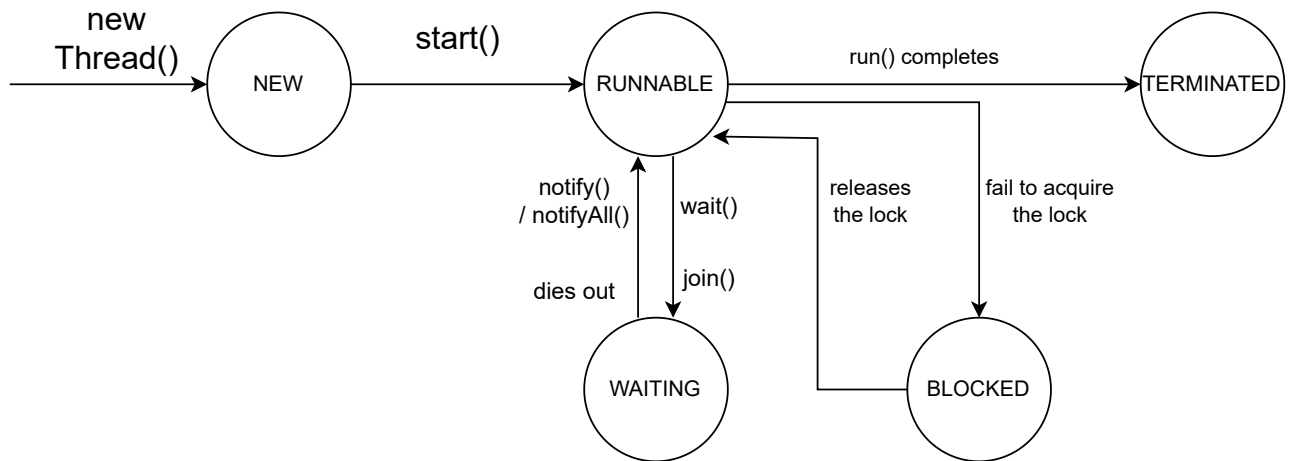 new
Thread()
NEW
start()
RUNNABLE
run() completes
TERMINATED
notify()
/ notifyAll()
wait()
releases
the lock
fail to acquire
the lock
dies out
join()
WAITING
BLOCKED